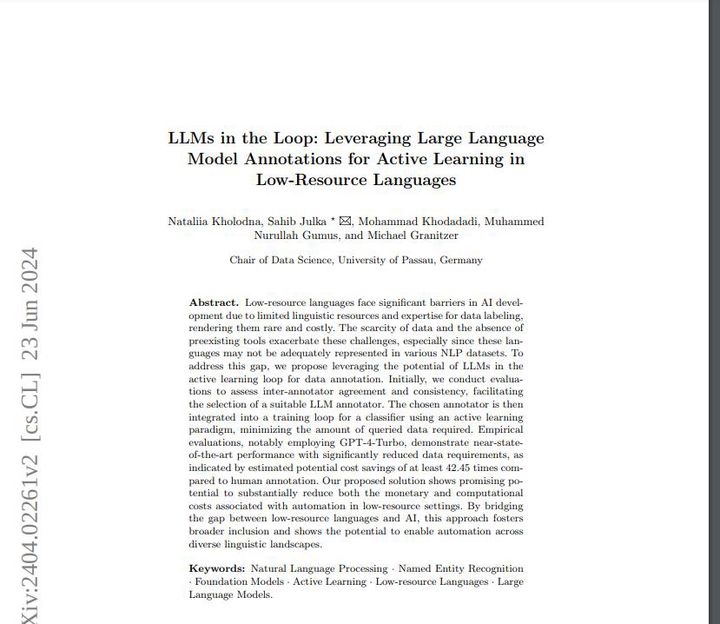 LLMs in the Loop: Leveraging Large Language
Model Annotations for Active Learning in
Low-Resource Languages
Nataliia Kholodna, Sahib Julka * ✉, Mohammad Khodadadi, Muhammed
Nurullah Gumus, and Michael Granitzer
Chair of Data Science, University of Passau, Germany
Abstract. Low-resource languages face significant barriers in AI devel-
opment due to limited linguistic resources and expertise for data labeling,
rendering them rare and costly. The scarcity of data and the absence of
preexisting tools exacerbate these challenges, especially since these lan-
guages may not be adequately represented in various NLP datasets. To
address this gap, we propose leveraging the potential of LLMs in the
active learning loop for data annotation. Initially, we conduct evalua-
tions to assess inter-annotator agreement and consistency, facilitating
the selection of a suitable LLM annotator. The chosen annotator is then
integrated into a training loop for a classifier using an active learning
paradigm, minimizing the amount of queried data required. Empirical
evaluations, notably employing GPT-4-Turbo, demonstrate near-state-
of-the-art performance with significantly reduced data requirements, as
indicated by estimated potential cost savings of at least 42.45 times com-
pared to human annotation. Our proposed solution shows promising po-
tential to substantially reduce both the monetary and computational
costs associated with automation in low-resource settings. By bridging
the gap between low-resource languages and AI, this approach fosters
broader inclusion and shows the potential to enable automation across
diverse linguistic landscapes.
Keywords: Natural Language Processing · Named Entity Recognition
· Foundation Models · Active Learning · Low-resource Languages · Large
Language Models.
Xiv:2404.02261v2 [cs.CL] 23 Jun 2024